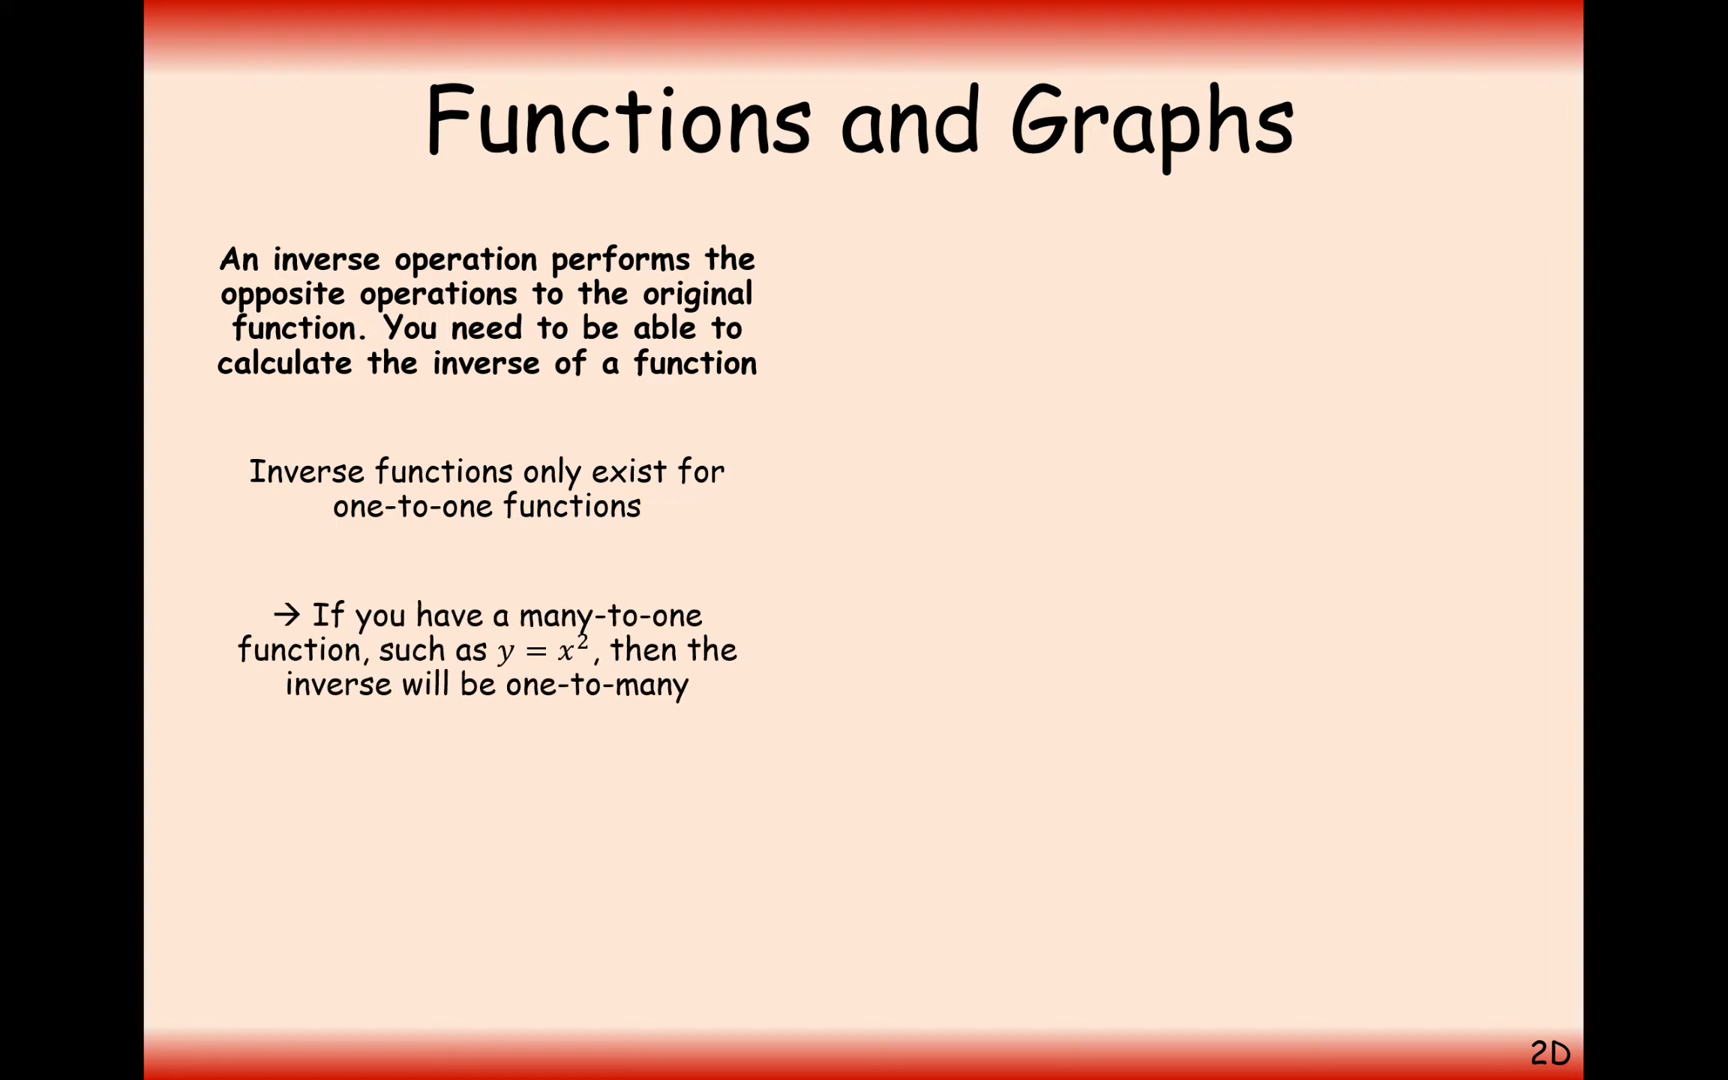 Functions and Graphs
An inverse operation performs the
opposite operations to the original
function. You need to be able to
calculate the inverse of a function
Inverse functions only exist for
one-to-one functions
→ If you have a many-to-one
function, such as y = x², then the
inverse will be one-to-many
2D